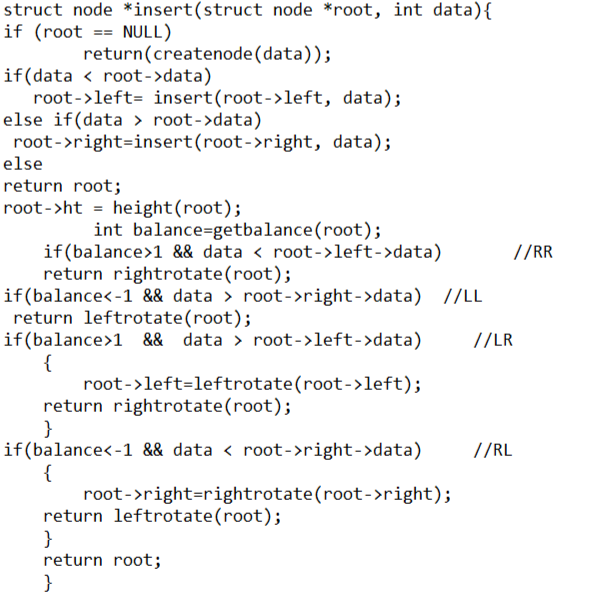 struct node *insert(struct node *root, int data){
if (root == NULL)
        return(createnode(data));
if(data < root->data)
   root->left= insert(root->left, data);
else if(data > root->data)
 root->right=insert(root->right, data);
else
return root;
root->ht = height(root);
         int balance=getbalance(root);
    if(balance>1 && data < root->left->data)       //RR
    return rightrotate(root);
if(balance<-1 && data > root->right->data)  //LL
 return leftrotate(root);
if(balance>1  &&  data > root->left->data)     //LR
    {
        root->left=leftrotate(root->left);
    return rightrotate(root);
    }
if(balance<-1 && data < root->right->data)     //RL
    {
        root->right=rightrotate(root->right);
    return leftrotate(root);
    }
    return root;
    }